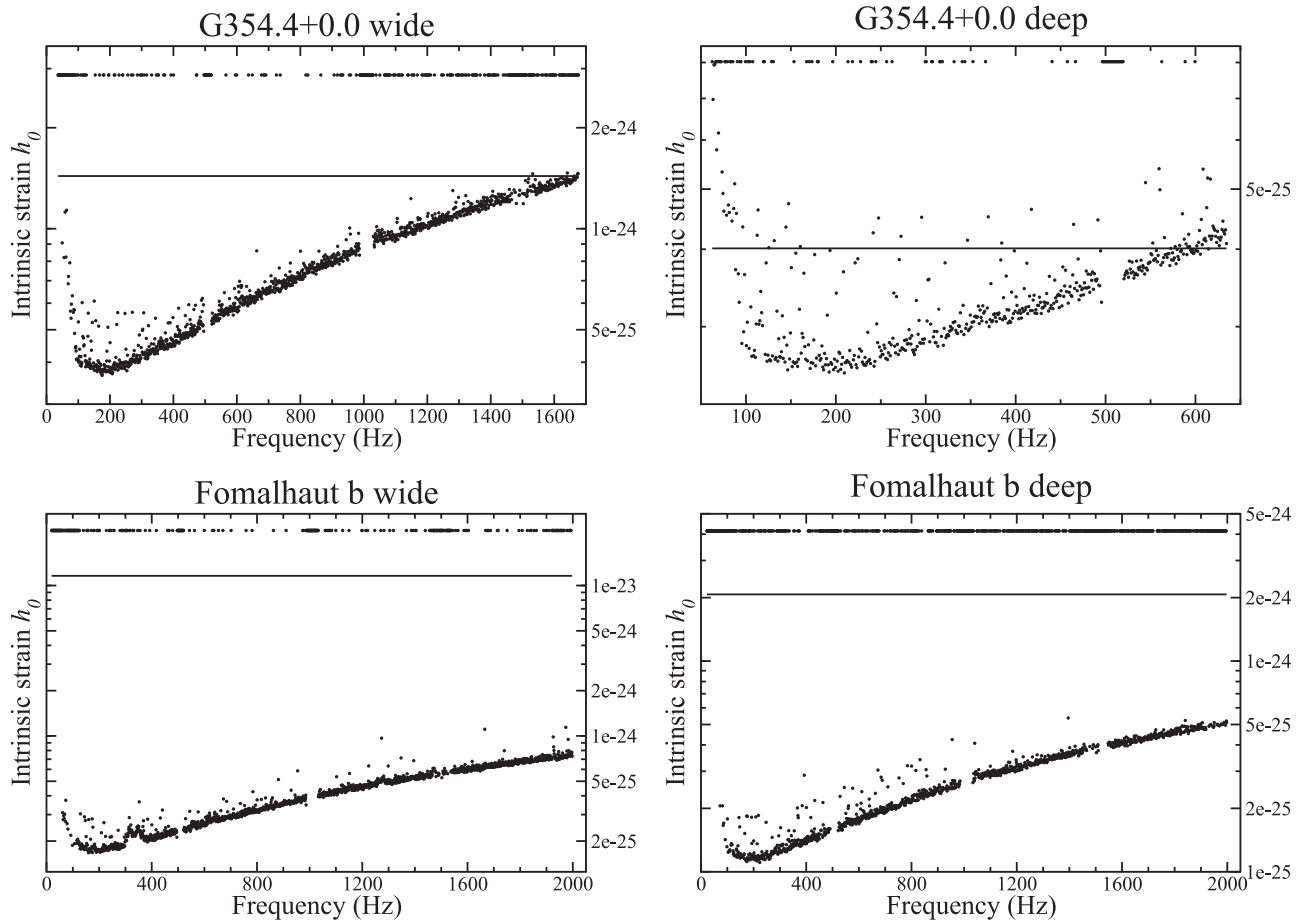 G354.4+0.0 wide
Intrinsic strain h0
2e-24
1e-24
5e-25
0 200 400 600 800 1000 1200 1400 1600
Frequency (Hz)
G354.4+0.0 deep
Intrinsic strain h0
5e-25
100 200 300 400 500 600
Frequency (Hz)
Fomalhaut b wide
Intrinsic strain h0
1e-23
5e-24
2e-24
1e-24
5e-25
2e-25
0 400 800 1200 1600 2000
Frequency (Hz)
Fomalhaut b deep
Intrinsic strain h0
5e-24
2e-24
1e-24
5e-25
2e-25
1e-25
0 400 800 1200 1600 2000
Frequency (Hz)